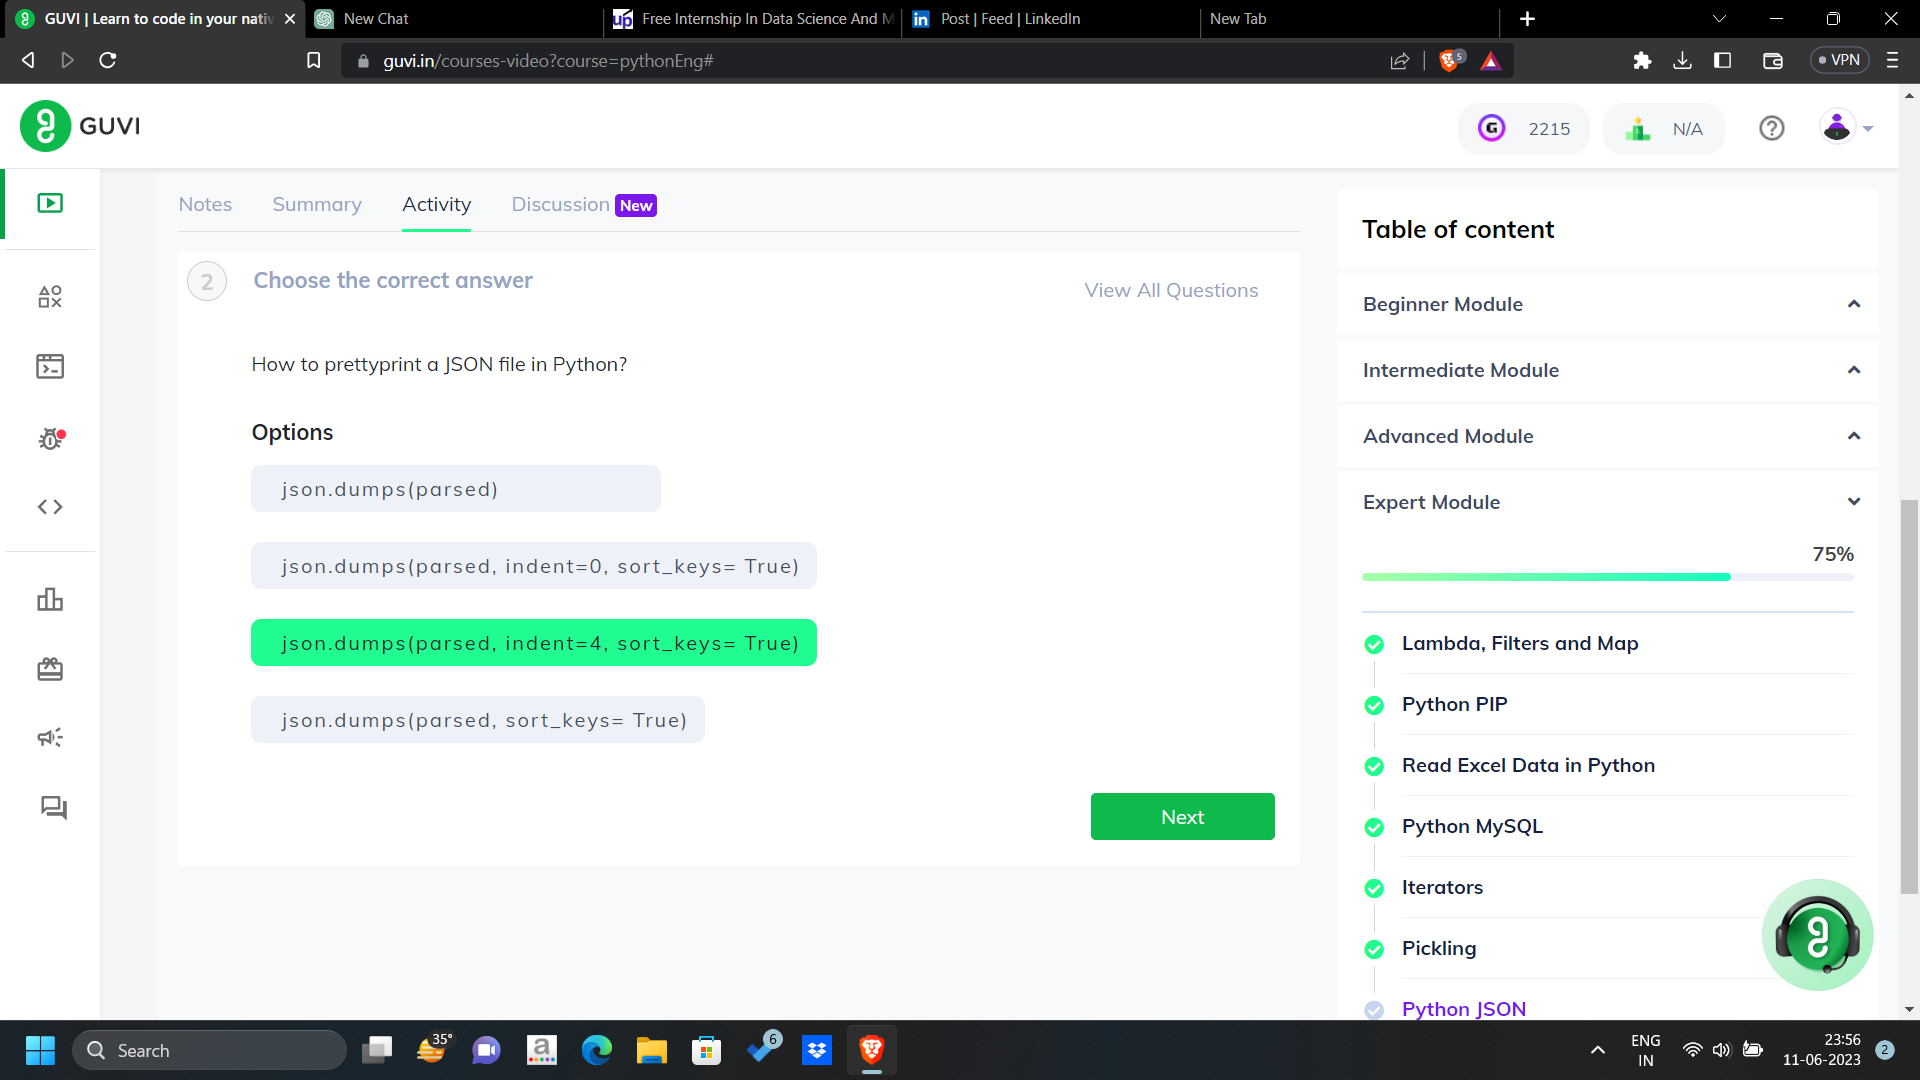 GUVI | Learn to code in your nativ
New Chat
Free Internship In Data Science And M
Post | Feed | LinkedIn
New Tab
guvi.in/courses-video?course=pythonEng#
5
VPN
GUVI
G
2215
N/A
Notes
Summary
Activity
Discussion New
2
Choose the correct answer
View All Questions
How to prettyprint a JSON file in Python?
Options
json.dumps(parsed)
json.dumps(parsed, indent=0, sort_keys= True)
json.dumps(parsed, indent=4, sort_keys= True)
json.dumps(parsed, sort_keys= True)
Next
Table of content
Beginner Module
Intermediate Module
Advanced Module
Expert Module
75%
Lambda, Filters and Map
Python PIP
Read Excel Data in Python
Python MySQL
Iterators
Pickling
Python JSON
Search
35°
a
6
ENG
IN
23:56
11-06-2023
2